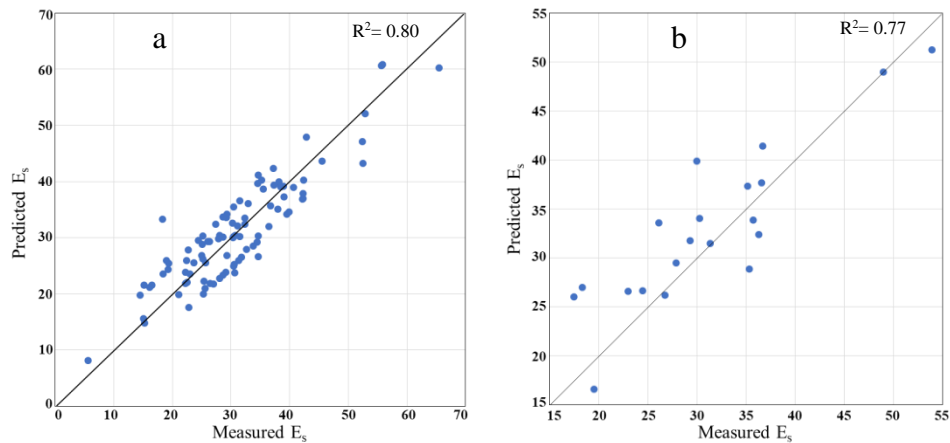 a
R²= 0.80
70
60
50
40
30
20
10
0
0 10 20 30 40 50 60 70
Predicted Eₛ
Measured Eₛ
b
R²= 0.77
55
50
45
40
35
30
25
20
15
15 20 25 30 35 40 45 50 55
Predicted Eₛ
Measured Eₛ